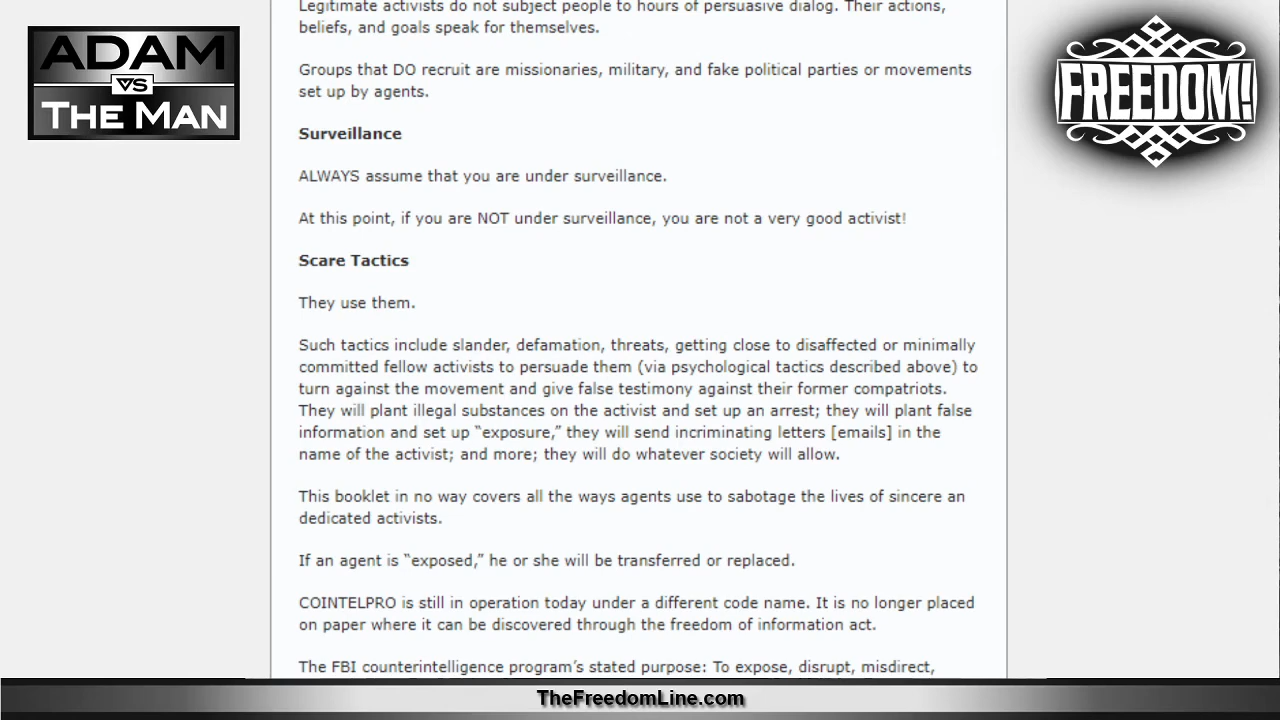 ADAM
VS
THE MAN
FREEDOM!
Legitimate activists do not subject people to hours of persuasive dialog. Their actions,
beliefs, and goals speak for themselves.
Groups that DO recruit are missionaries, military, and fake political parties or movements
set up by agents.
Surveillance
ALWAYS assume that you are under surveillance.
At this point, if you are NOT under surveillance, you are not a very good activist!
Scare Tactics
They use them.
Such tactics include slander, defamation, threats, getting close to disaffected or minimally
committed fellow activists to persuade them (via psychological tactics described above) to
turn against the movement and give false testimony against their former compatriots.
They will plant illegal substances on the activist and set up an arrest; they will plant false
information and set up “exposure,” they will send incriminating letters [emails] in the
name of the activist; and more; they will do whatever society will allow.
This booklet in no way covers all the ways agents use to sabotage the lives of sincere an
dedicated activists.
If an agent is “exposed,” he or she will be transferred or replaced.
COINTELPRO is still in operation today under a different code name. It is no longer placed
on paper where it can be discovered through the freedom of information act.
The FBI counterintelligence program’s stated purpose: To expose, disrupt, misdirect,
TheFreedomLine.com